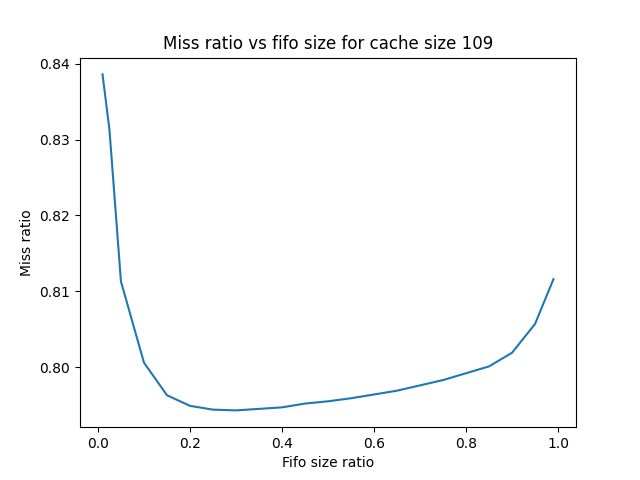 Miss ratio vs fifo size for cache size 109
0.84
0.83
0.82
0.81
0.80
Miss ratio
0.0 0.2 0.4 0.6 0.8 1.0
Fifo size ratio